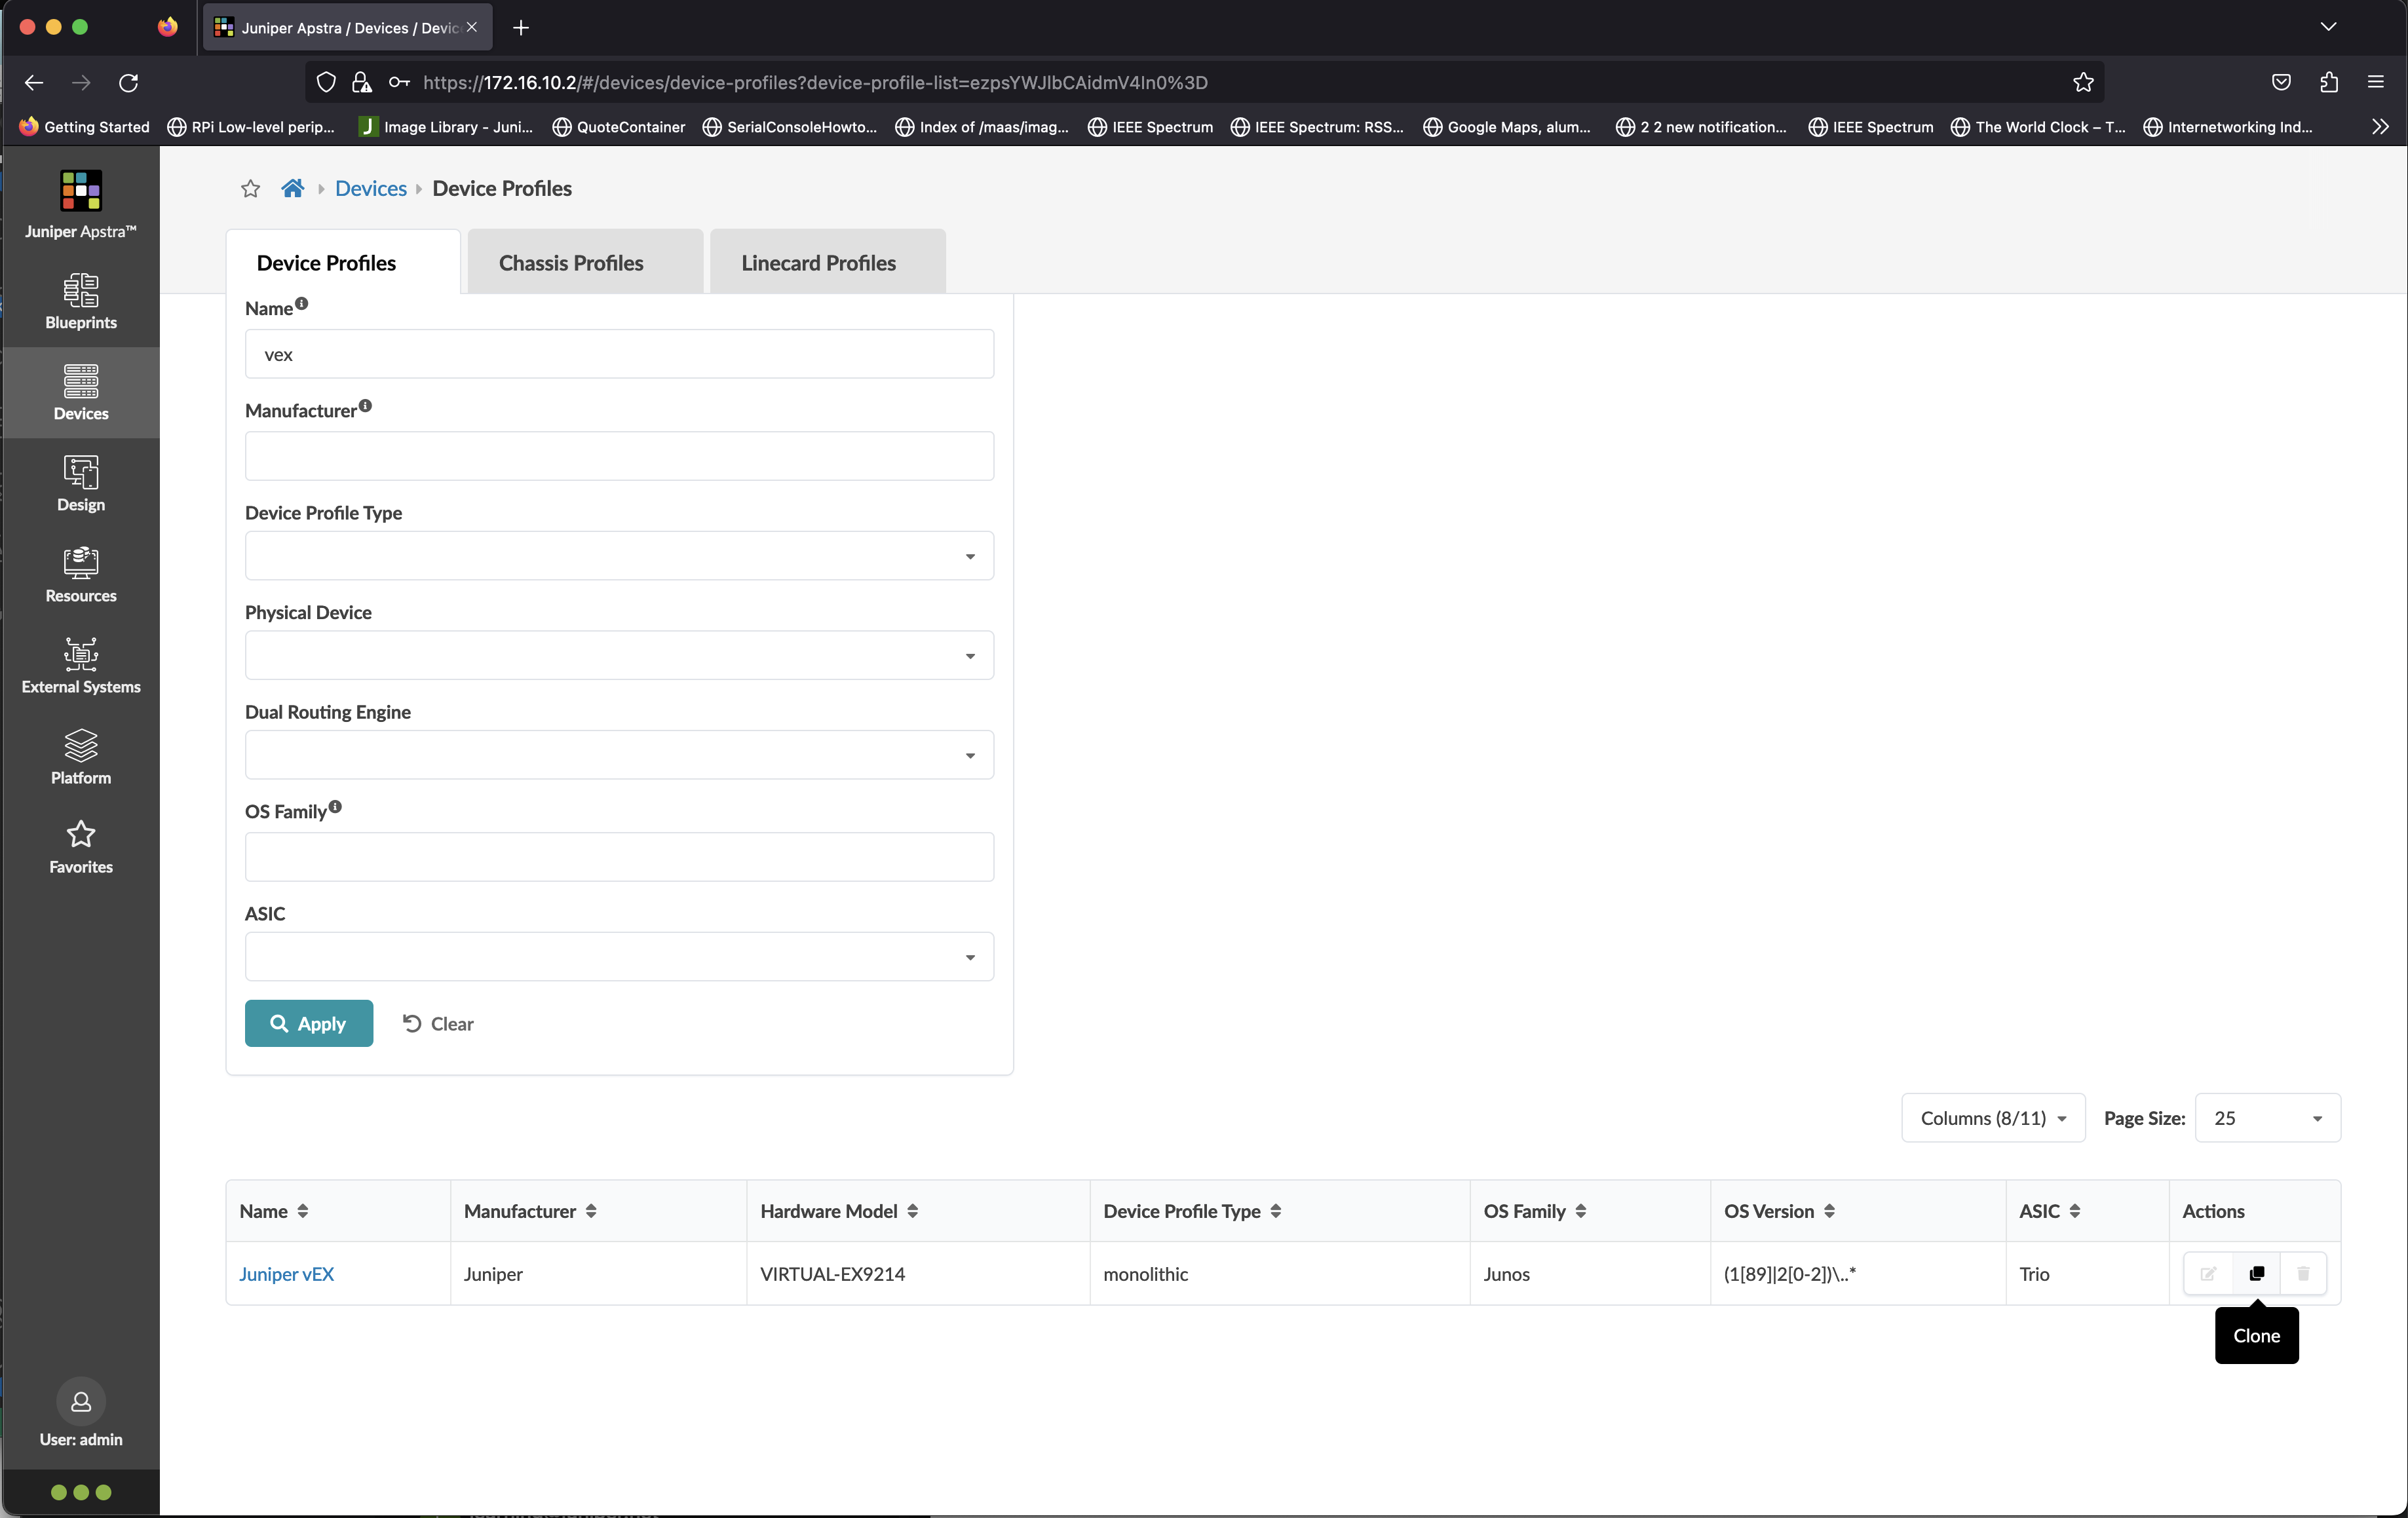 Juniper Apstra / Devices / Devic
https://172.16.10.2/#/devices/device-profiles?device-profile-list=ezpsYWJlbCAidmV4In0%3D
Getting Started
RPi Low-level perip...
Image Library - Juni...
QuoteContainer
SerialConsoleHowto...
Index of /maas/imag...
IEEE Spectrum
IEEE Spectrum: RSS...
Google Maps, alum...
2 2 new notification...
IEEE Spectrum
The World Clock – T...
Internetworking Ind...
Juniper Apstra™
Blueprints
Devices
Design
Resources
External Systems
Platform
Favorites
User: admin
Devices
Device Profiles
Device Profiles
Chassis Profiles
Linecard Profiles
Name
vex
Manufacturer
Device Profile Type
Physical Device
Dual Routing Engine
OS Family
ASIC
Apply
Clear
Columns (8/11)
Page Size:
25
Name Manufacturer Hardware Model Device Profile Type OS Family OS Version ASIC Actions
Juniper vEX Juniper VIRTUAL-EX9214 monolithic Junos (1[89]|2[0-2])\..* Trio
Clone